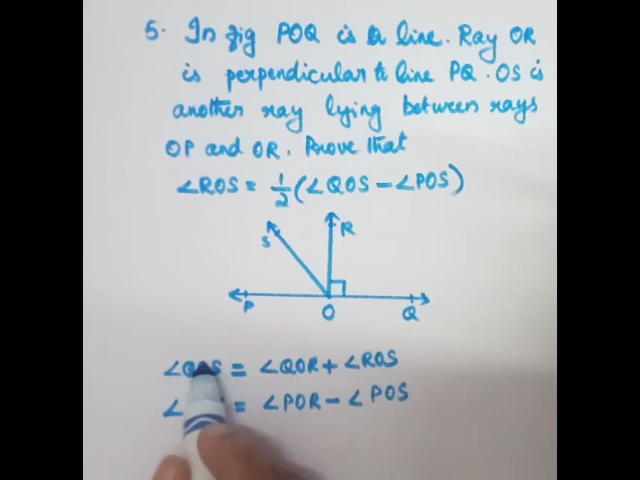 5. In fig POQ is a line. Ray OR
is perpendicular to line PQ. OS is
another ray lying between rays
OP and OR. Prove that
∠ROS = 1/2 (∠QOS - ∠POS)
S R
P O Q
= ∠QOR + ∠ROS
∠ = ∠POR - ∠POS